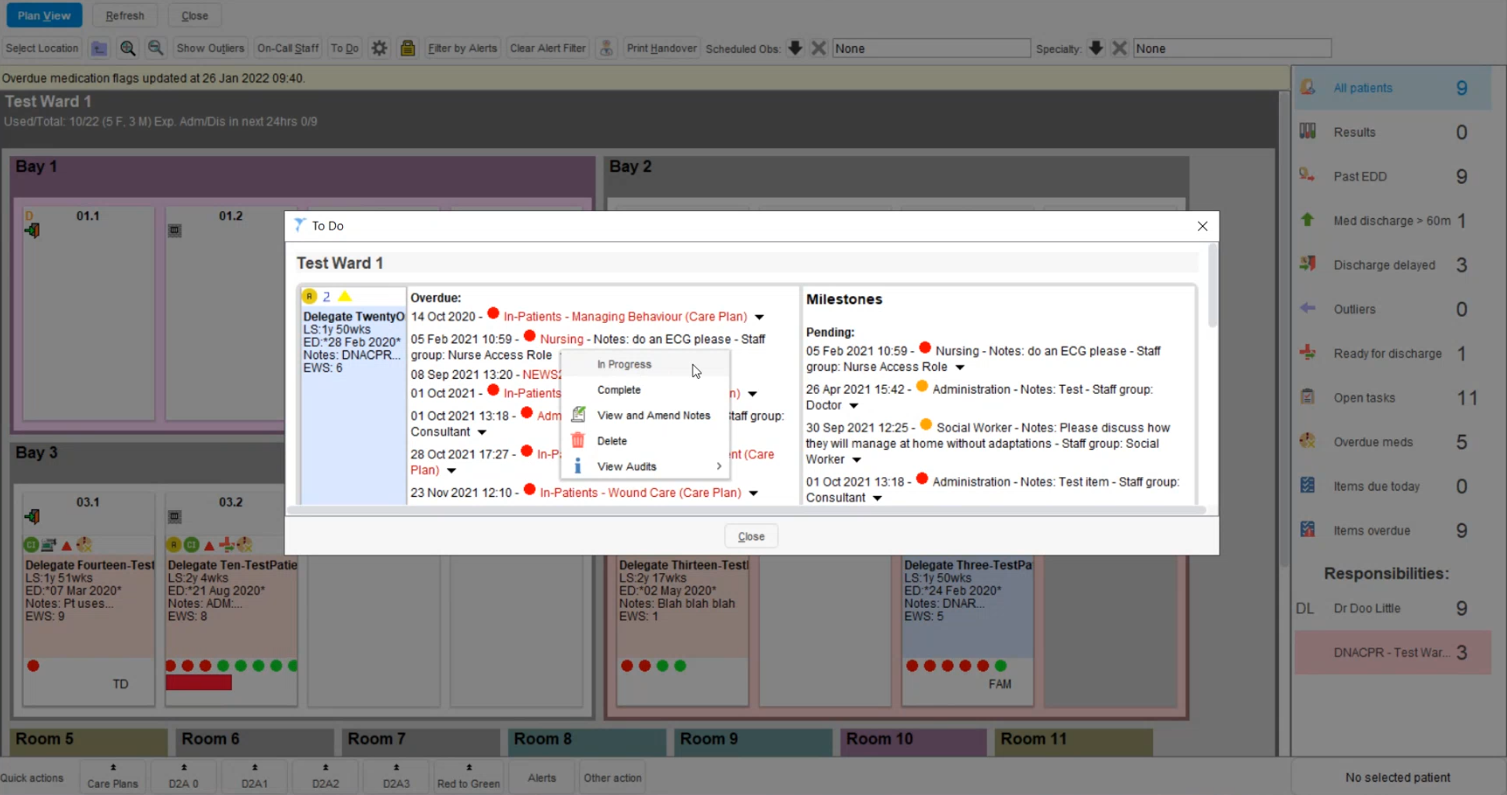 Plan View
Refresh
Close
Select Location
Show Outliers
On-Call Staff
To Do
Filter by Alerts
Clear Alert Filter
Print Handover
Scheduled Obs:
None
Specialty:
None
Overdue medication flags updated at 26 Jan 2022 09:40.
Test Ward 1
Used/Total: 10/22 (5 F, 3 M) Exp. Adm/Dis in next 24hrs 0/9
Bay 1
Bay 2
D
01.1
01.2
To Do
Test Ward 1
R 2
Delegate TwentyO
LS:1y 50wks
ED:*28 Feb 2020*
Notes: DNACPR...
EWS: 6
Overdue:
14 Oct 2020 - In-Patients - Managing Behaviour (Care Plan)
05 Feb 2021 10:59 - Nursing - Notes: do an ECG please - Staff
group: Nurse Access Role
08 Sep 2021 13:20 - NEWS2
01 Oct 2021 - In-Patients n)
01 Oct 2021 13:18 - Adm taff group:
Consultant
28 Oct 2021 17:27 - In-P nt (Care
Plan)
23 Nov 2021 12:10 - In-Patients - Wound Care (Care Plan)
In Progress
Complete
View and Amend Notes
Delete
View Audits
Milestones
Pending:
05 Feb 2021 10:59 - Nursing - Notes: do an ECG please - Staff
group: Nurse Access Role
26 Apr 2021 15:42 - Administration - Notes: Test - Staff group:
Doctor
30 Sep 2021 12:25 - Social Worker - Notes: Please discuss how
they will manage at home without adaptations - Staff group: Social
Worker
01 Oct 2021 13:18 - Administration - Notes: Test item - Staff group:
Consultant
Close
Bay 3
03.1
03.2
Delegate Fourteen-Test
LS:1y 51wks
ED:*07 Mar 2020*
Notes: Pt uses...
EWS: 9
TD
R
Delegate Ten-TestPatie
LS:2y 4wks
ED:*21 Aug 2020*
Notes: ADM:...
EWS: 8
Delegate Thirteen-Test
LS:2y 17wks
ED:*02 May 2020*
Notes: Blah blah blah
EWS: 1
Delegate Three-TestPa
LS:1y 50wks
ED:*24 Feb 2020*
Notes: DNAR...
EWS: 5
FAM
Room 5
Room 6
Room 7
Room 8
Room 9
Room 10
Room 11
Quick actions
Care Plans
D2A 0
D2A1
D2A2
D2A3
Red to Green
Alerts
Other action
All patients 9
Results 0
Past EDD 9
Med discharge > 60m 1
Discharge delayed 3
Outliers 0
Ready for discharge 1
Open tasks 11
Overdue meds 5
Items due today 0
Items overdue 9
Responsibilities:
DL Dr Doo Little 9
DNACPR - Test War... 3
No selected patient